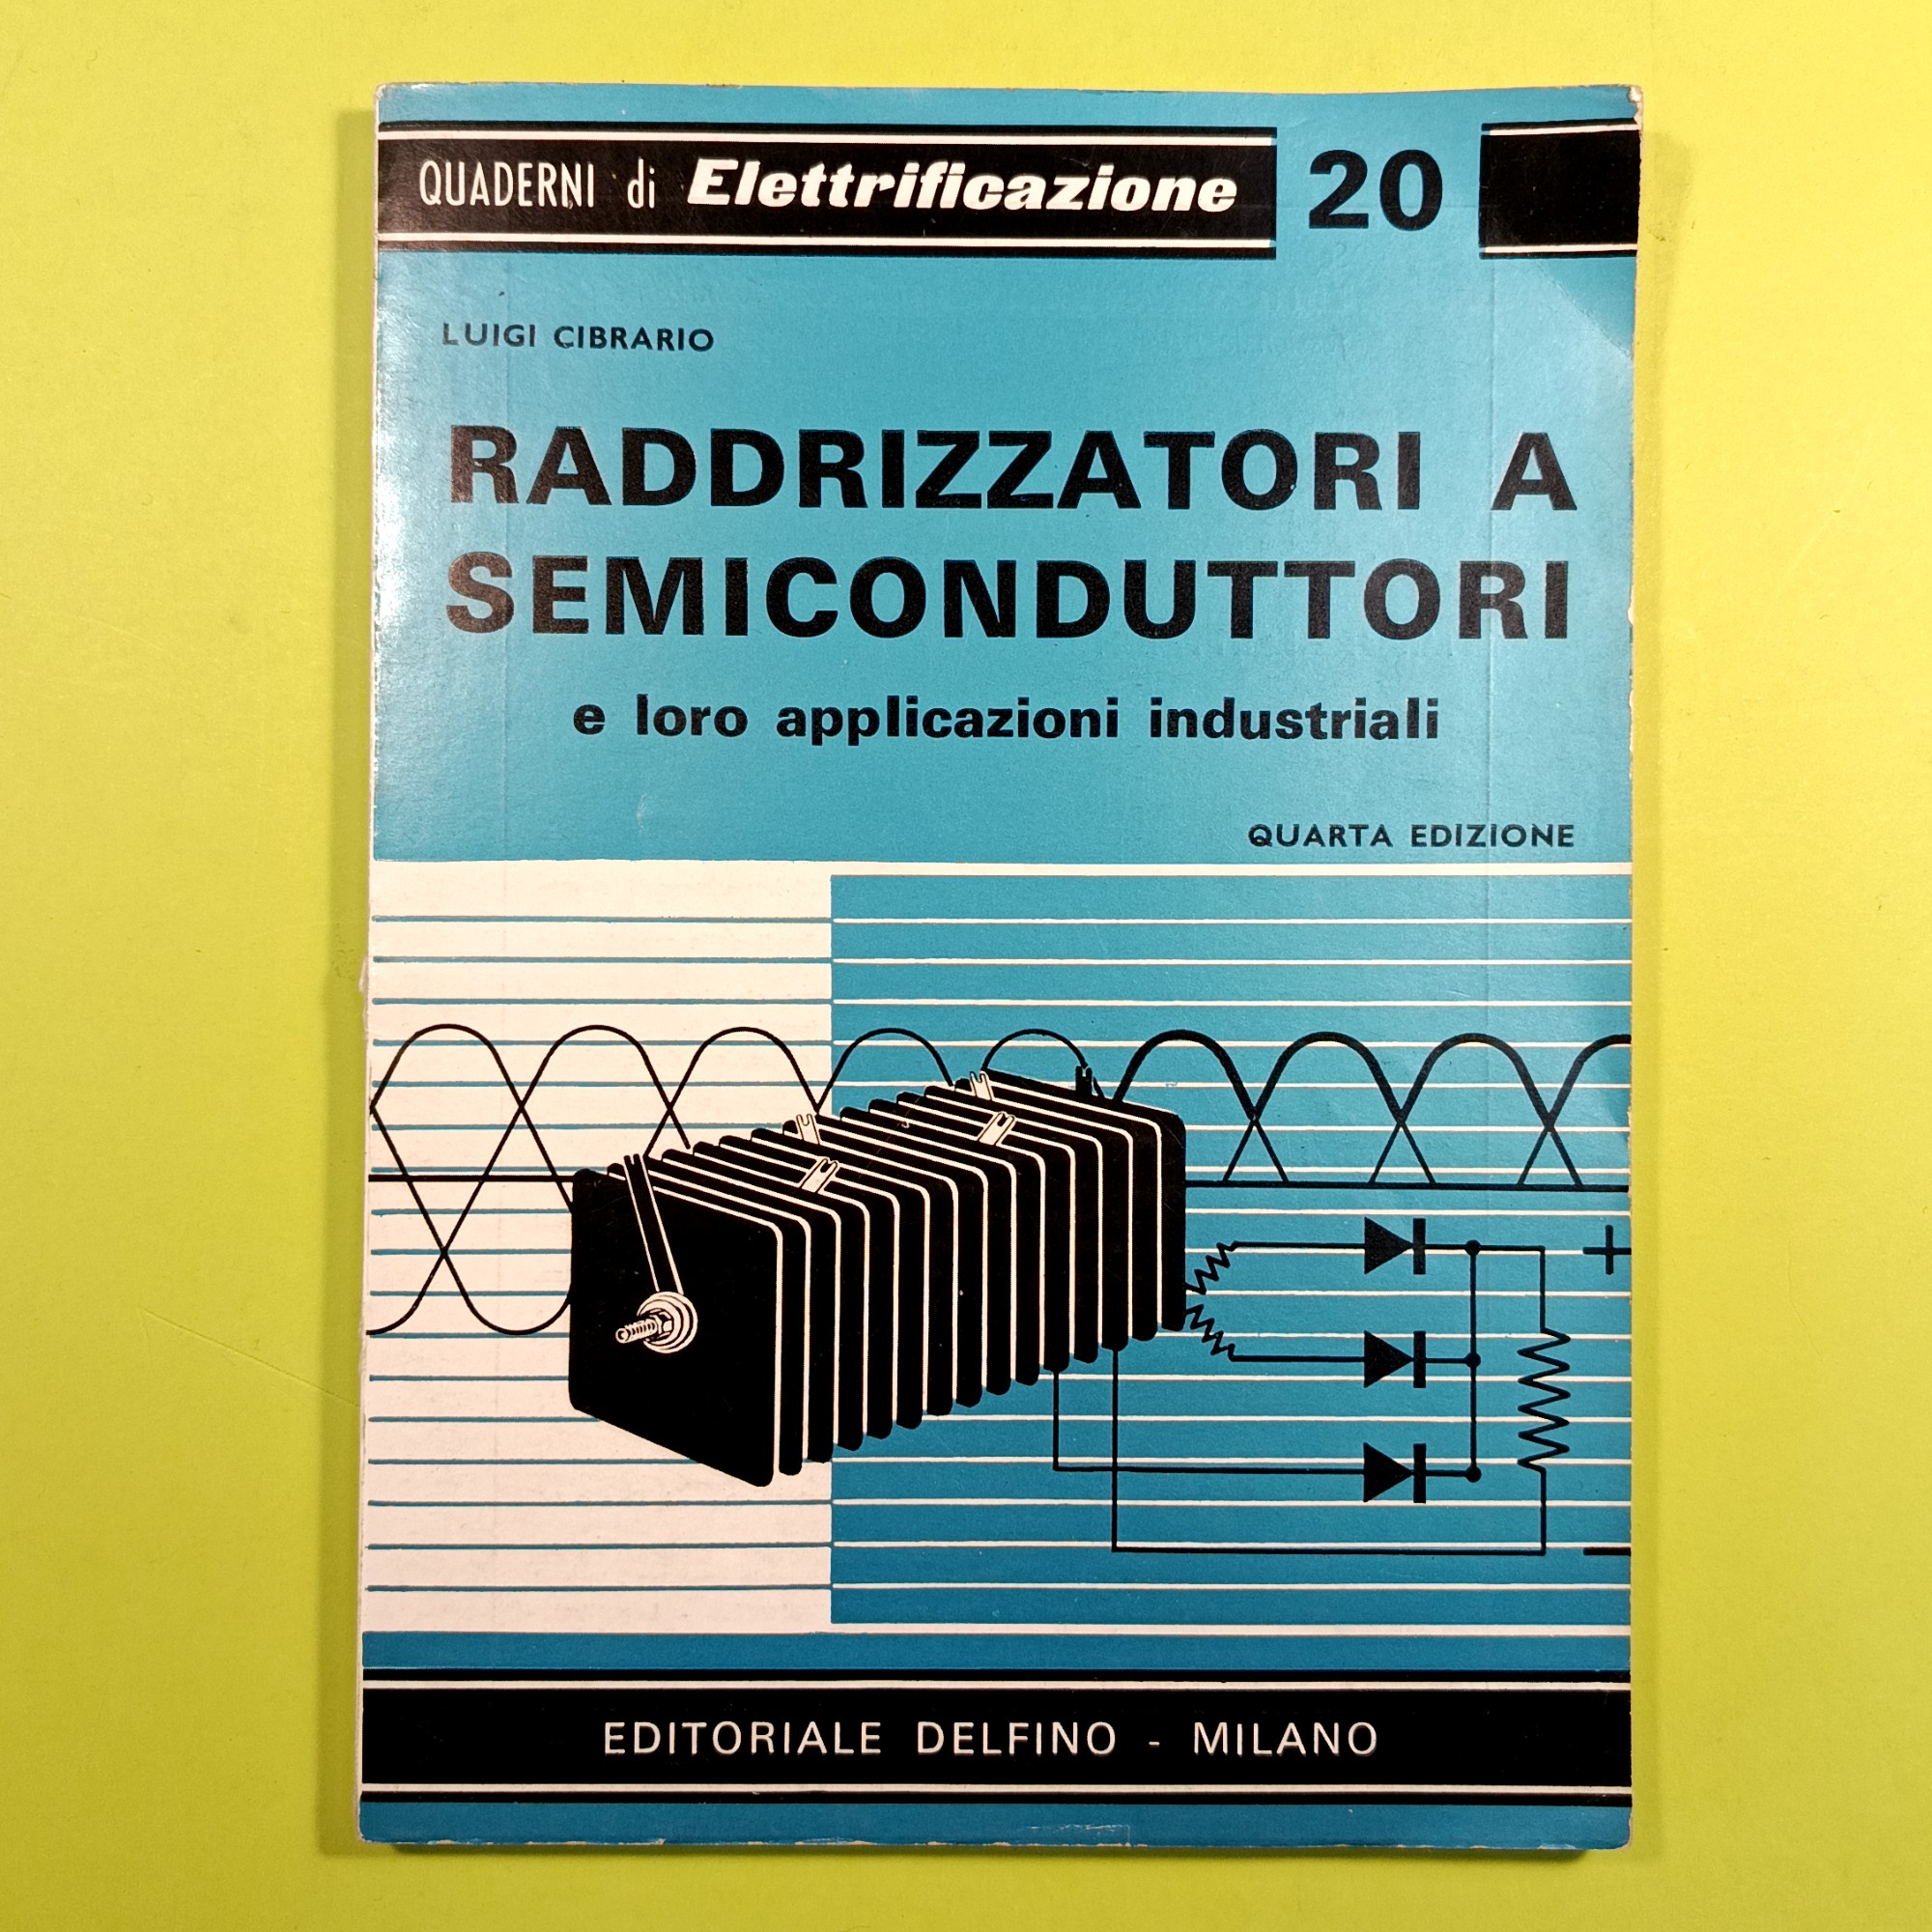 QUADERNI di Elettrificazione 20
LUIGI CIBRARIO
RADDRIZZATORI A
SEMICONDUTTORI
e loro applicazioni industriali
QUARTA EDIZIONE
+
−
EDITORIALE DELFINO - MILANO